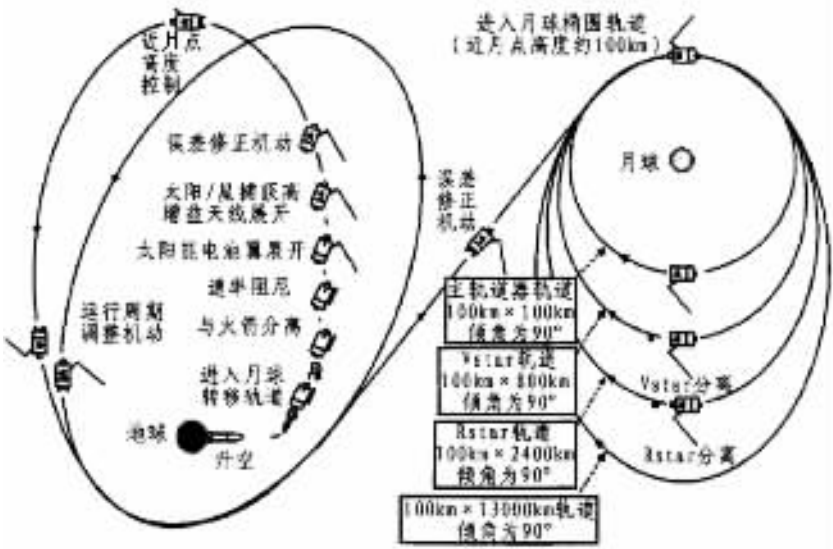 近月点
高度
控制
误差修正机动
太阳/星捕获高
增益天线展开
太阳能电池翼展开
速率阻尼
与火箭分离
进入月球
转移轨道
运行周期
调整机动
地球
升空
误差
修正
机动
进入月球椭圆轨道
(近月点高度约100km)
月球
主轨道器轨道
100km×100km
倾角为90°
Vstar轨道
100km×800km
倾角为90°
Rstar轨道
100km×2400km
倾角为90°
100km×13000km轨道
倾角为90°
Vstar分离
Rstar分离